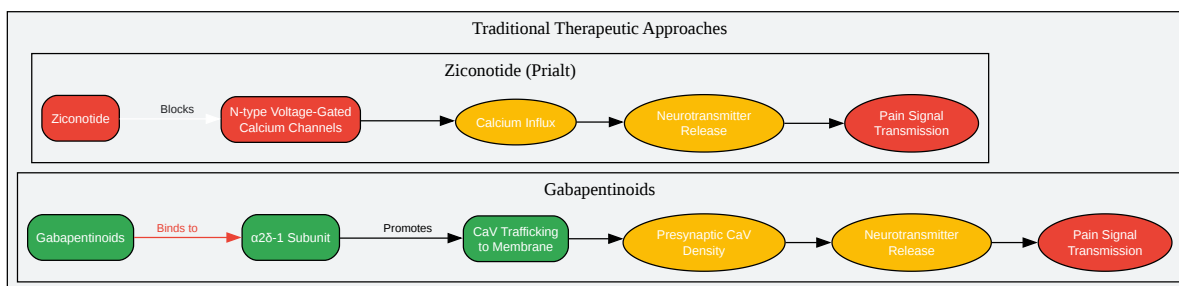 Traditional Therapeutic Approaches
Ziconotide (Prialt)
Ziconotide
Blocks
N-type Voltage-Gated
Calcium Channels
Calcium Influx
Neurotransmitter
Release
Pain Signal
Transmission
Gabapentinoids
Gabapentinoids
Binds to
α2δ-1 Subunit
Promotes
CaV Trafficking
to Membrane
Presynaptic CaV
Density
Neurotransmitter
Release
Pain Signal
Transmission